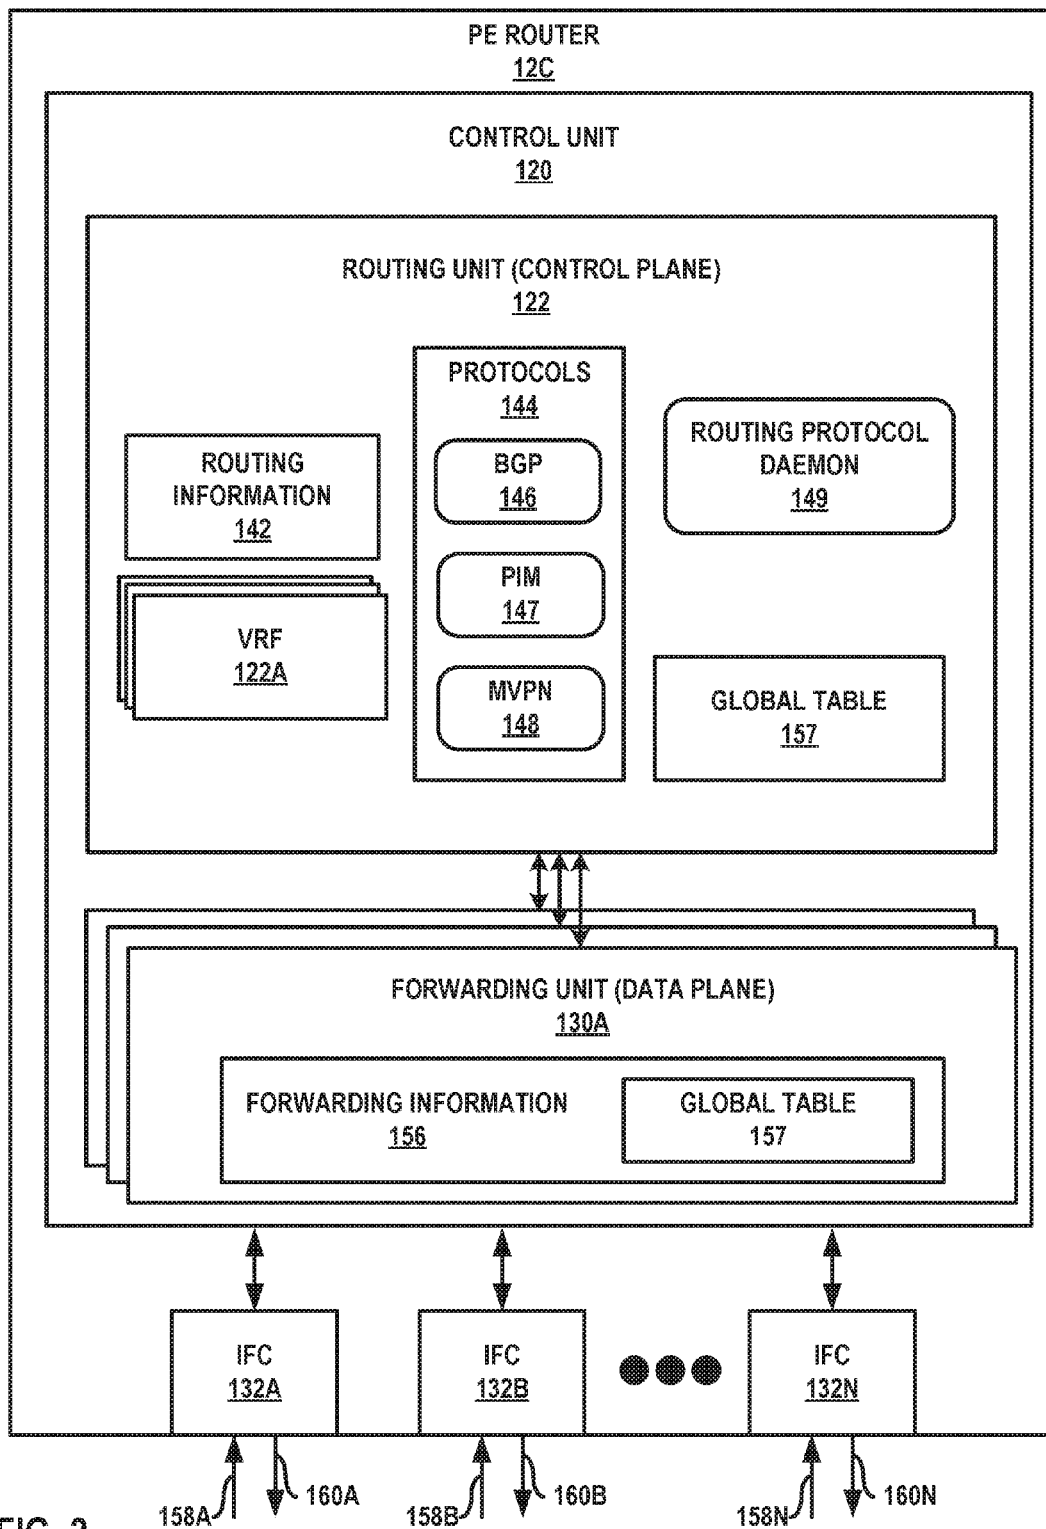 PE ROUTER
12C
CONTROL UNIT
120
ROUTING UNIT (CONTROL PLANE)
122
PROTOCOLS
144
BGP
146
PIM
147
MVPN
148
ROUTING
INFORMATION
142
VRF
122A
ROUTING PROTOCOL
DAEMON
149
GLOBAL TABLE
157
FORWARDING UNIT (DATA PLANE)
130A
FORWARDING INFORMATION
156
GLOBAL TABLE
157
IFC
132A
IFC
132B
IFC
132N
158A
160A
158B
160B
158N
160N